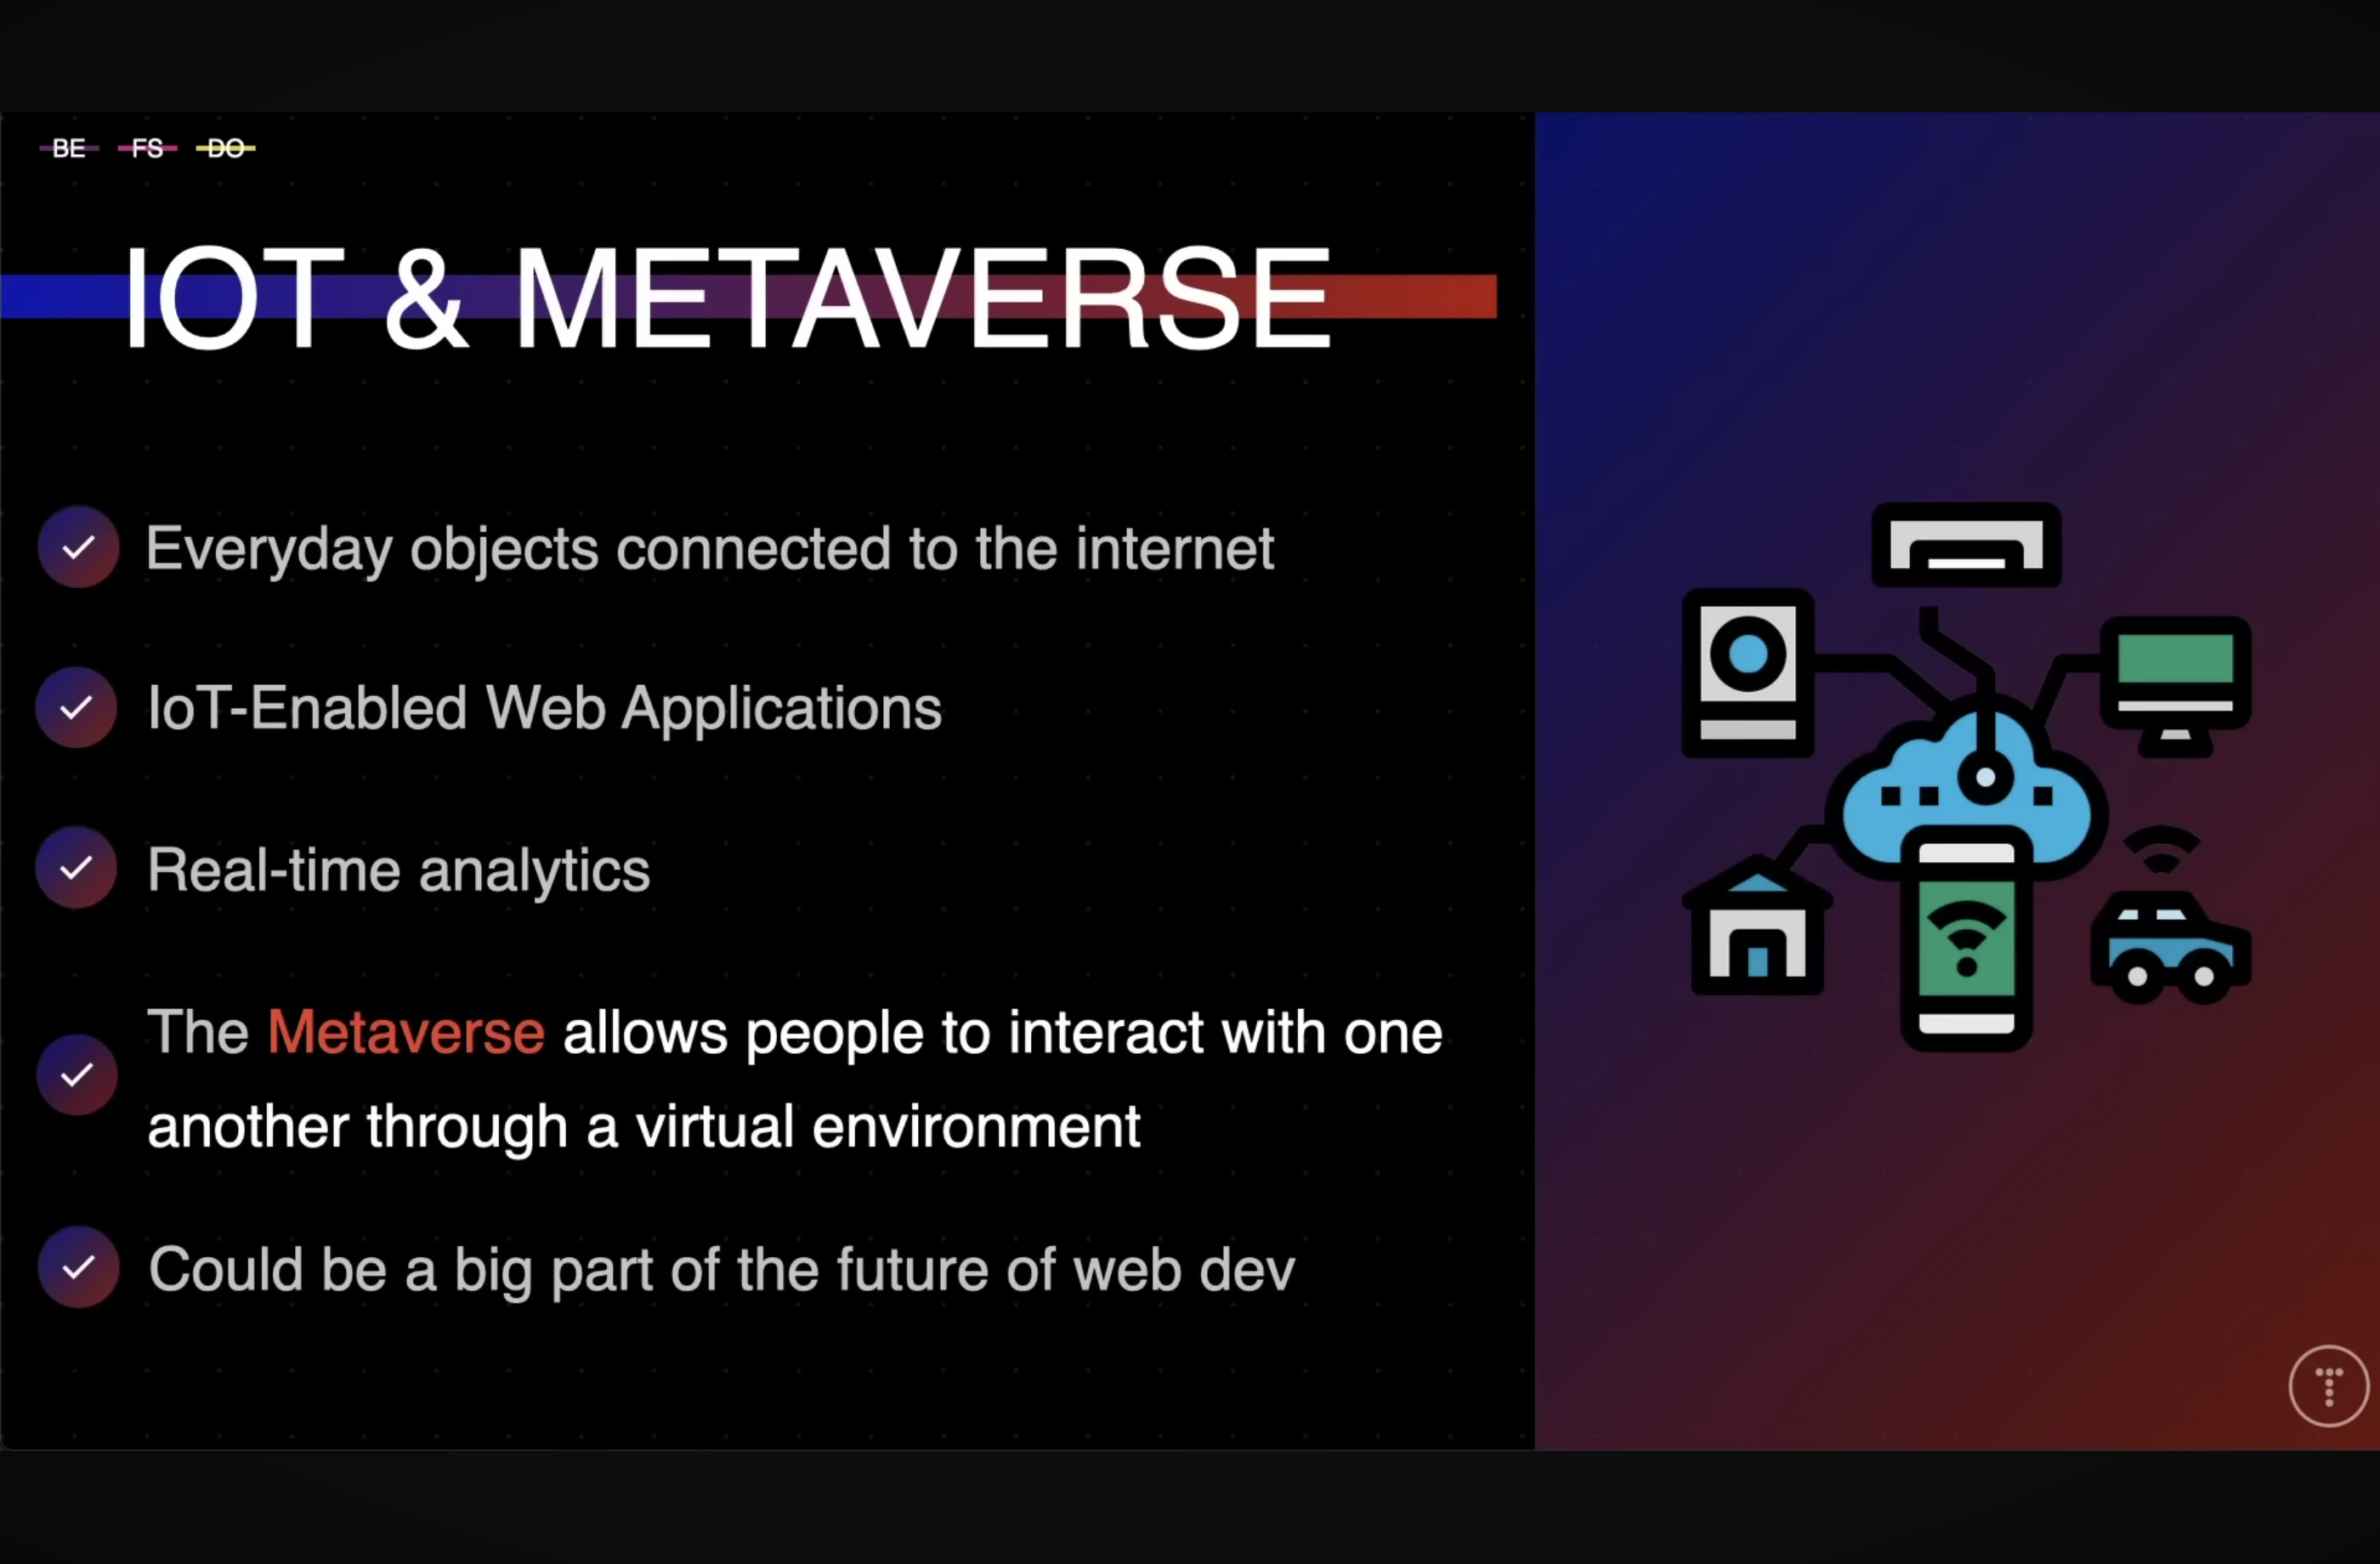 BE FS DO
IOT & METAVERSE
Everyday objects connected to the internet
IoT-Enabled Web Applications
Real-time analytics
The Metaverse allows people to interact with one
another through a virtual environment
Could be a big part of the future of web dev